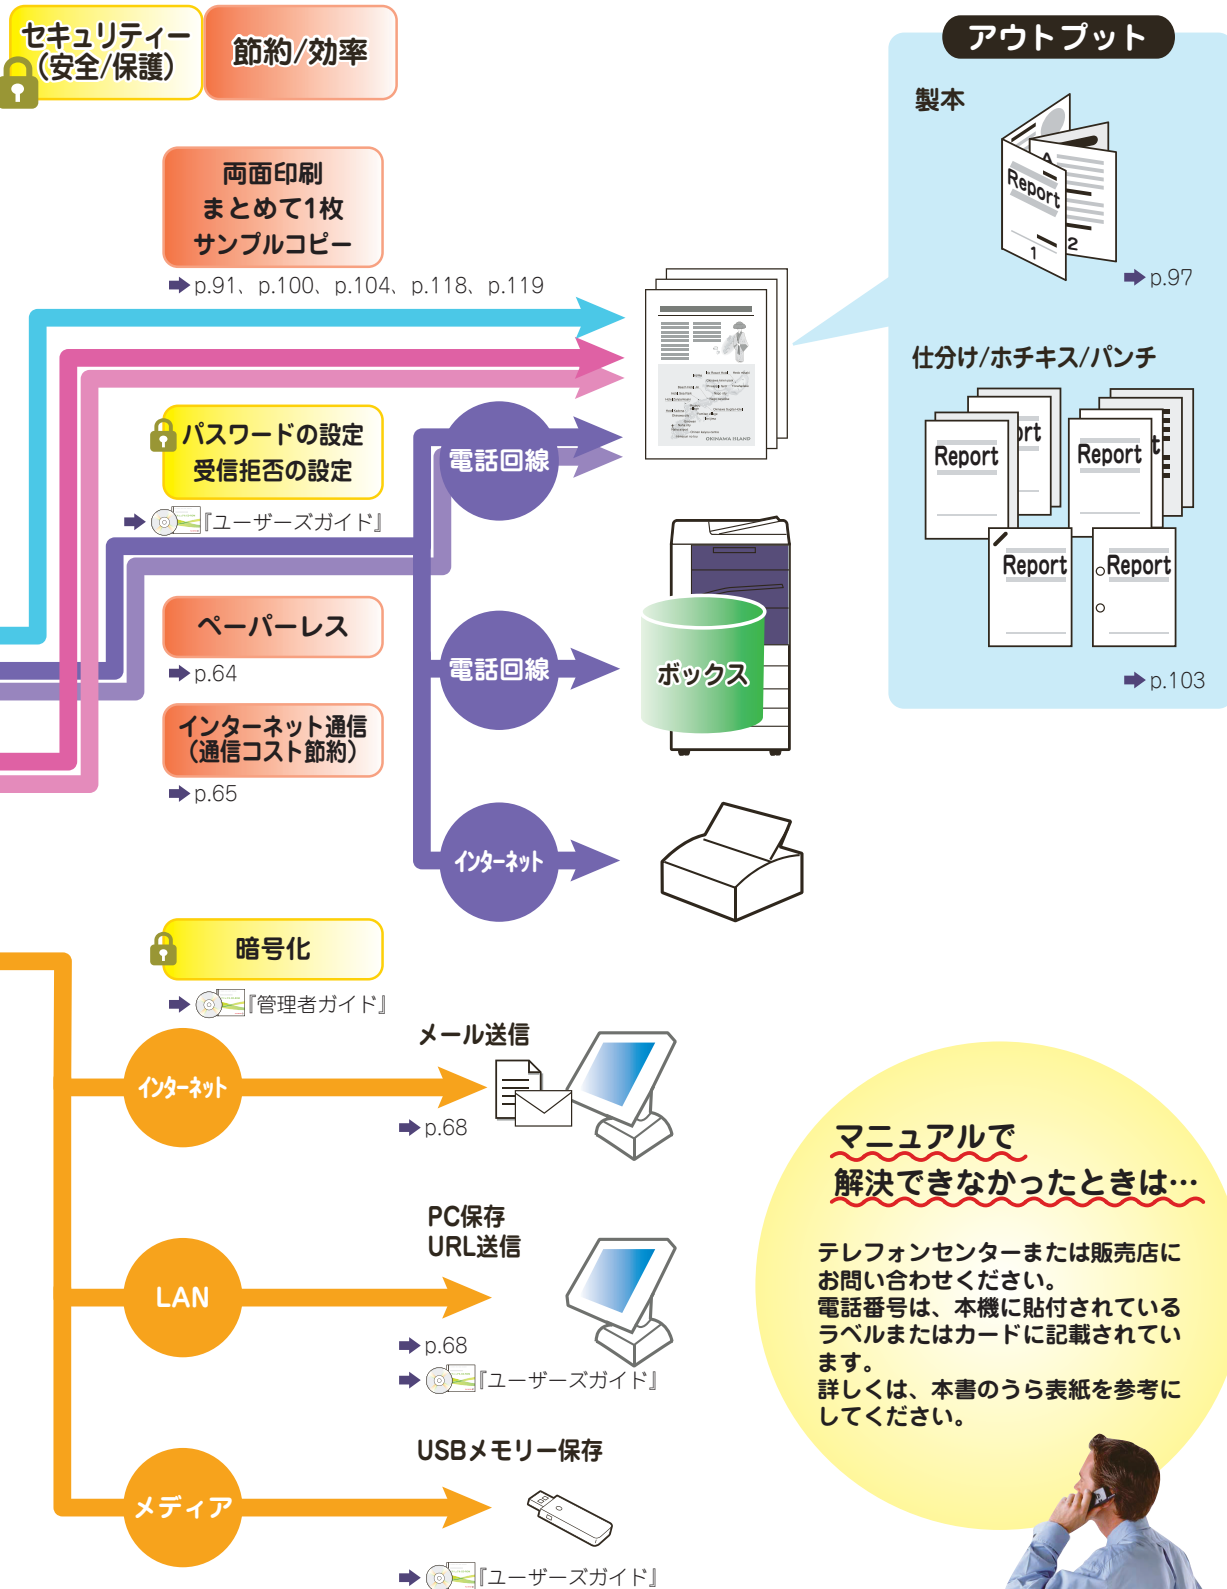 セキュリティー
（安全/保護）
節約/効率
両面印刷
まとめて1枚
サンプルコピー
p.91、p.100、p.104、p.118、p.119
パスワードの設定
受信拒否の設定
『ユーザーズガイド』
電話回線
ペーパーレス
p.64
電話回線
ボックス
インターネット通信
（通信コスト節約）
p.65
インターネット
アウトプット
製本
Report
1
2
p.97
仕分け/ホチキス/パンチ
Report
ort
Report
t
Report
Report
p.103
OKINAWA ISLAND
暗号化
『管理者ガイド』
インターネット
メール送信
p.68
LAN
PC保存
URL送信
p.68
『ユーザーズガイド』
メディア
USBメモリー保存
『ユーザーズガイド』
マニュアルで
解決できなかったときは…
テレフォンセンターまたは販売店に
お問い合わせください。
電話番号は、本機に貼付されている
ラベルまたはカードに記載されてい
ます。
詳しくは、本書のうら表紙を参考に
してください。